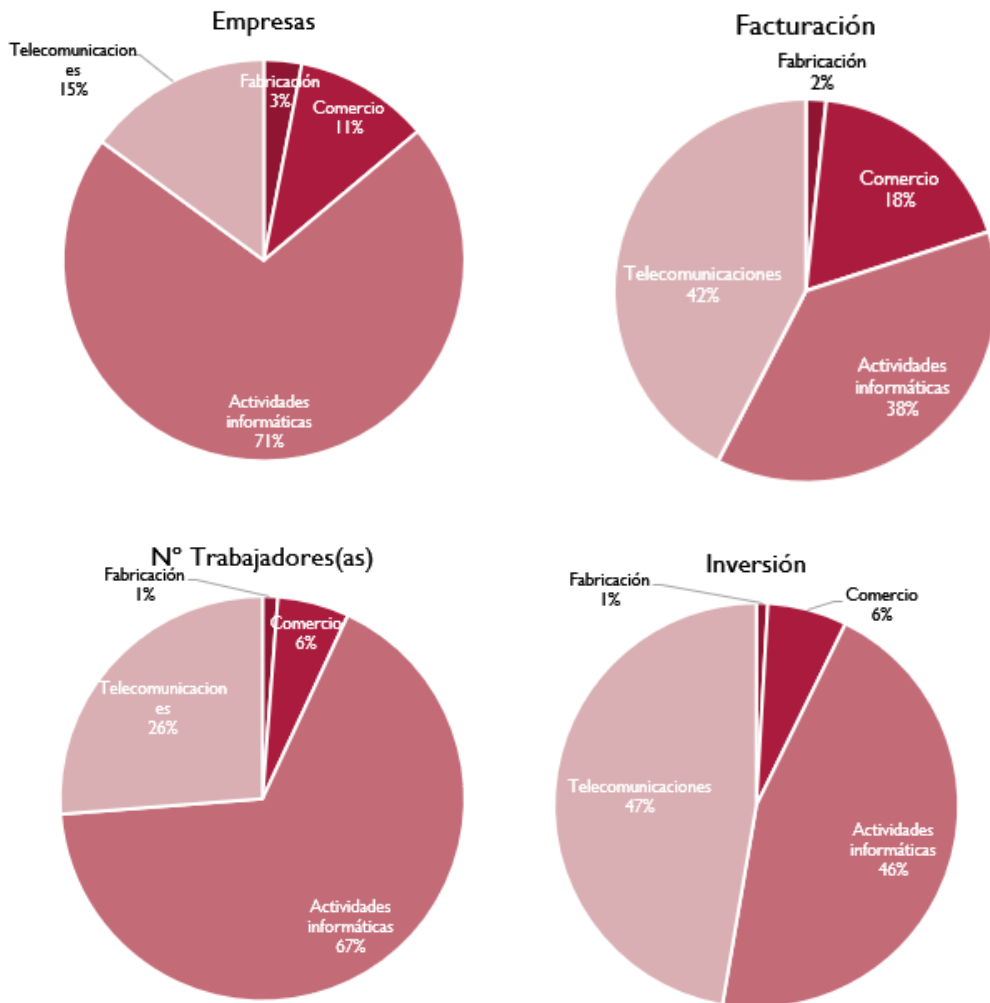 Empresas
Telecomunicacion
es
15%
Fabricación
3%
Comercio
11%
Actividades
informáticas
71%
Facturación
Fabricación
2%
Comercio
18%
Telecomunicaciones
42%
Actividades
informáticas
38%
Nº Trabajadores(as)
Fabricación
1%
Comercio
6%
Telecomunicacion
es
26%
Actividades
informáticas
67%
Inversión
Fabricación
1%
Comercio
6%
Telecomunicaciones
47%
Actividades
informáticas
46%